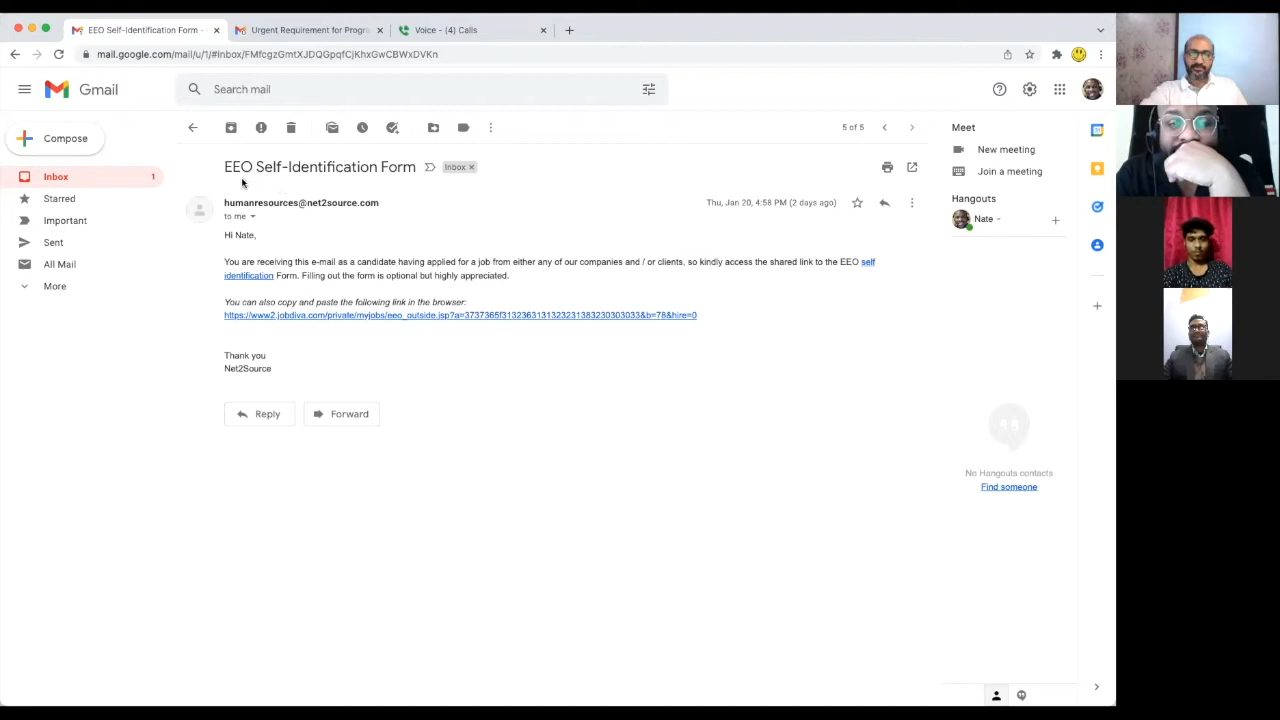 EEO Self-Identification Form -
Urgent Requirement for Progra
Voice - (4) Calls
mail.google.com/mail/u/1/#inbox/FMfcgzGmtXJDQGpqfCjKhxGwCBWxDVKn
Gmail
Search mail
Compose
5 of 5
Meet
New meeting
Join a meeting
Hangouts
Nate
Inbox 1
Starred
Important
Sent
All Mail
More
EEO Self-Identification Form
Inbox
humanresources@net2source.com
Thu, Jan 20, 4:58 PM (2 days ago)
to me
Hi Nate,
You are receiving this e-mail as a candidate having applied for a job from either any of our companies and / or clients, so kindly access the shared link to the EEO self
identification Form. Filling out the form is optional but highly appreciated.
You can also copy and paste the following link in the browser:
https://www2.jobdiva.com/private/myjobs/eeo_outside.jsp?a=3737365f3132363131323231383230303033&b=78&hire=0
Thank you
Net2Source
Reply
Forward
No Hangouts contacts
Find someone